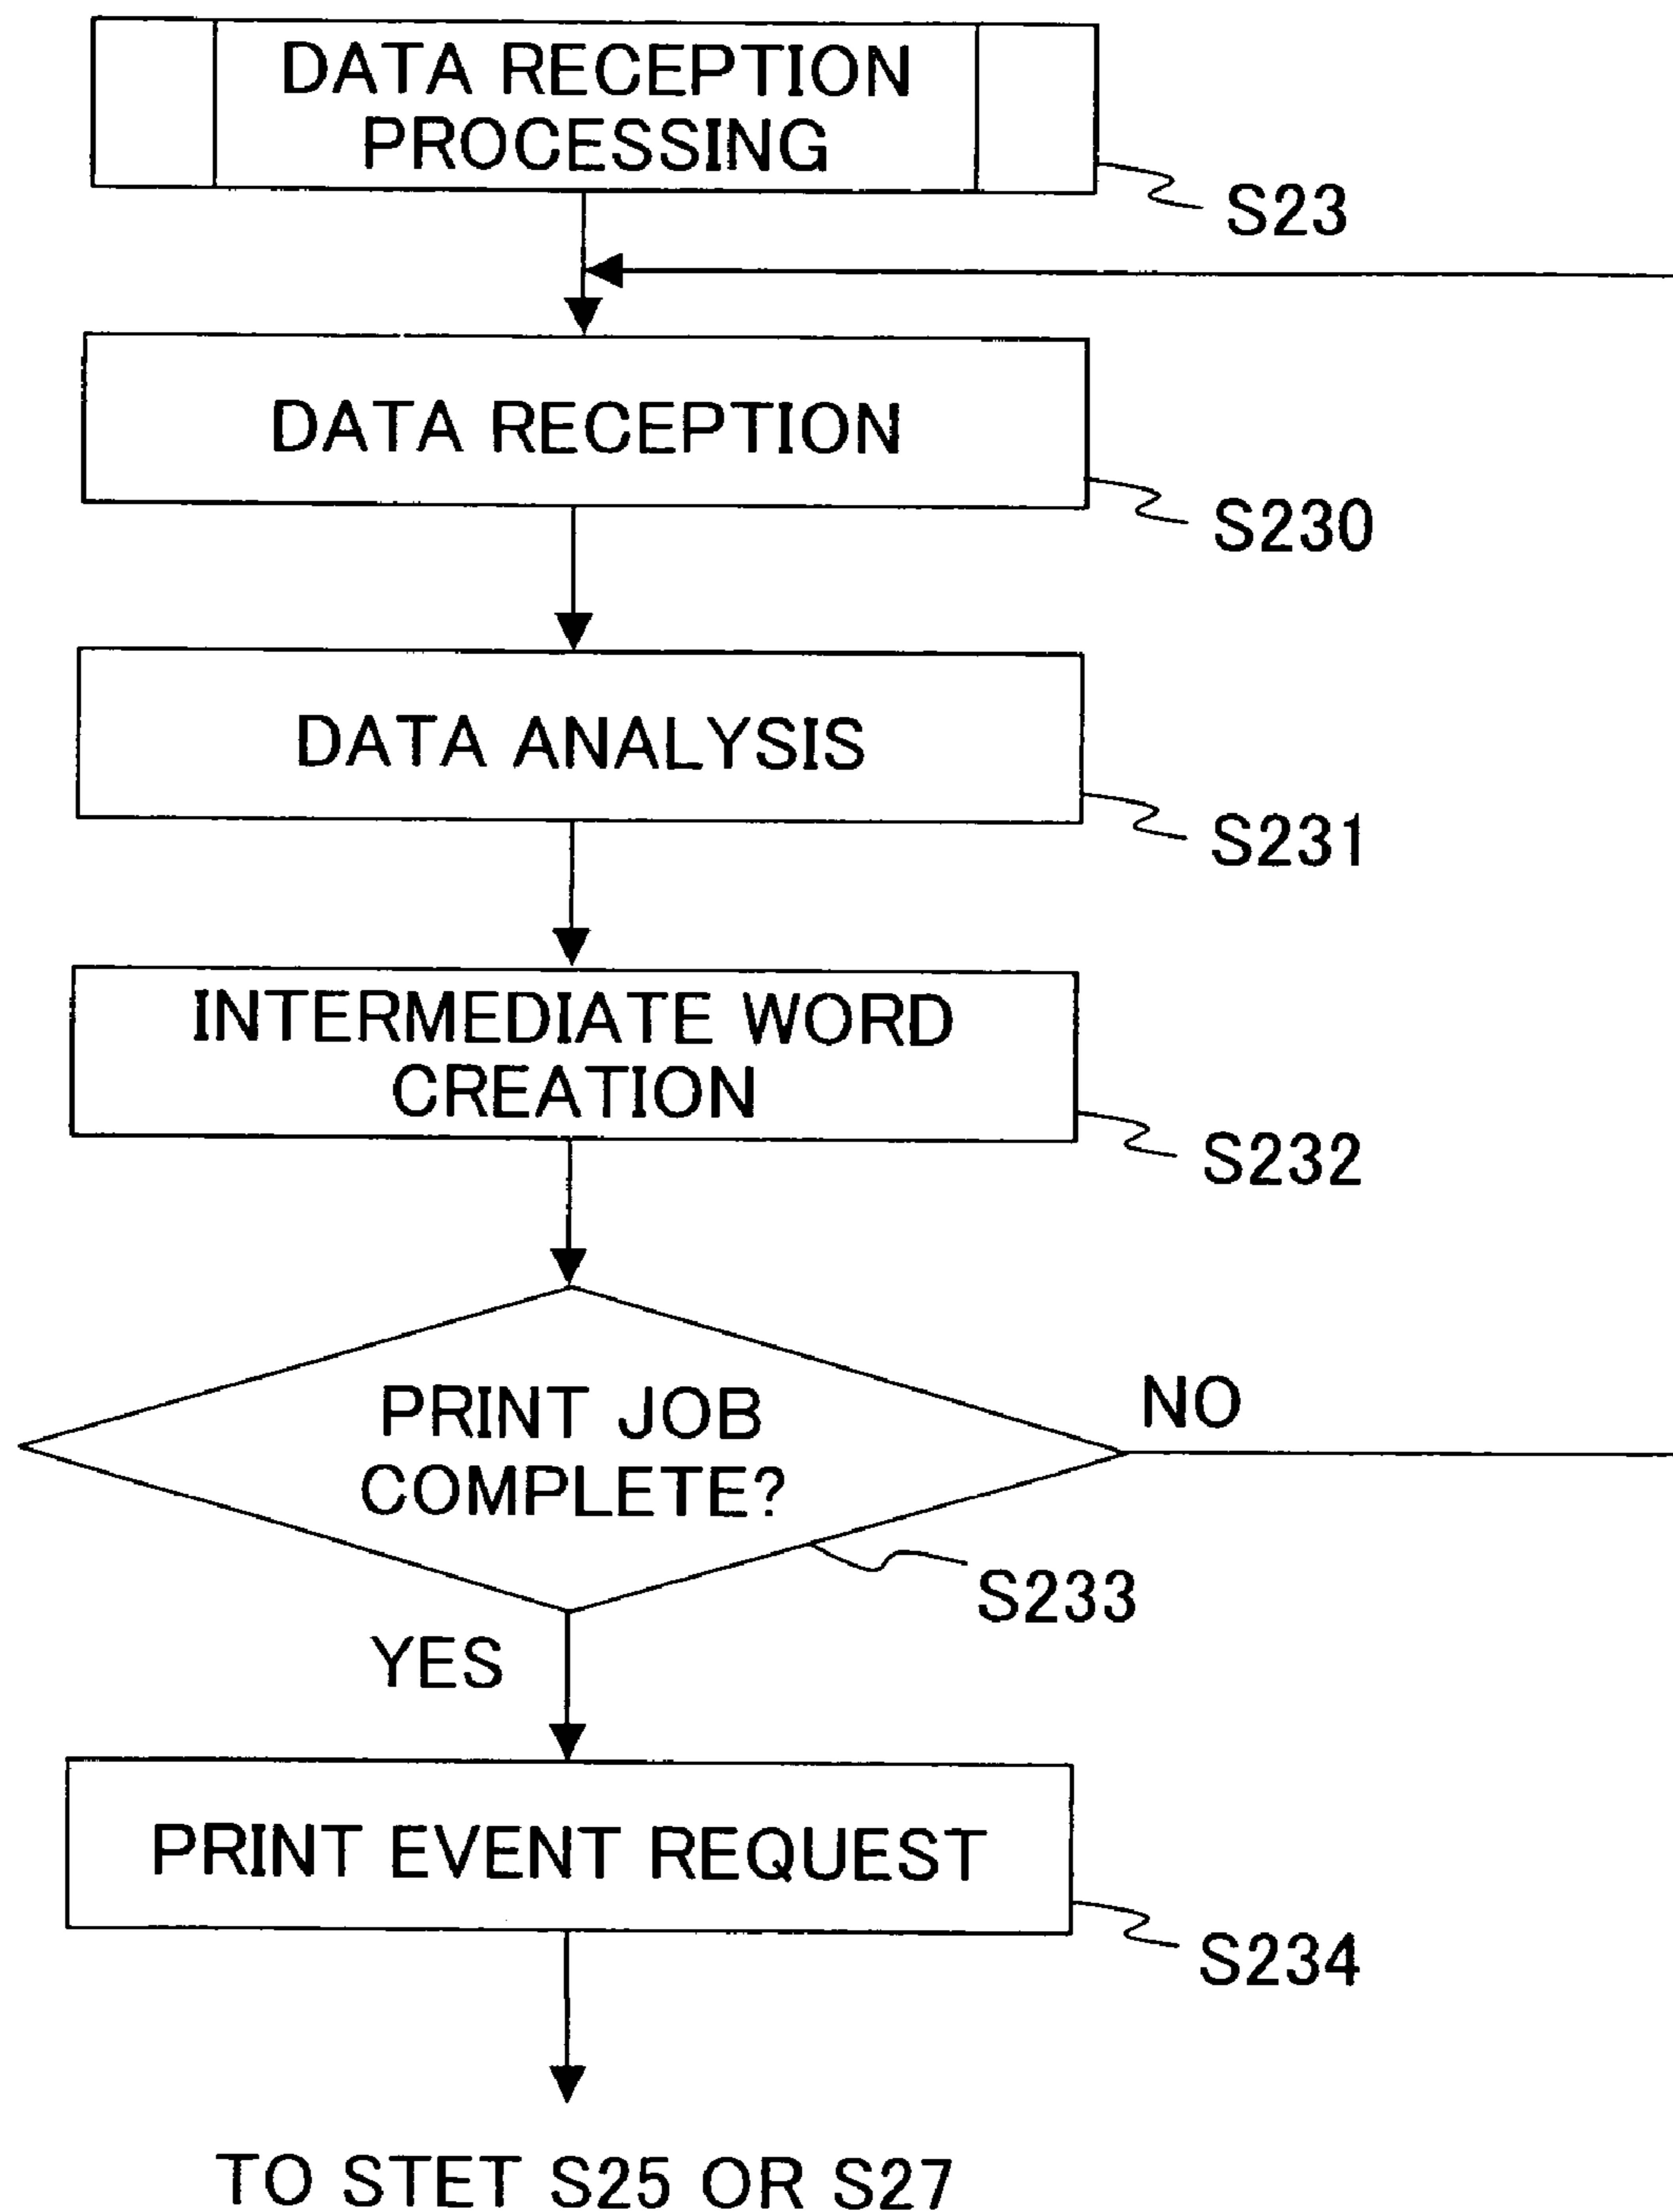 DATA RECEPTION
PROCESSING
S23
DATA RECEPTION
S230
DATA ANALYSIS
S231
INTERMEDIATE WORD
CREATION
S232
PRINT JOB
COMPLETE?
NO
S233
YES
PRINT EVENT REQUEST
S234
TO STET S25 OR S27